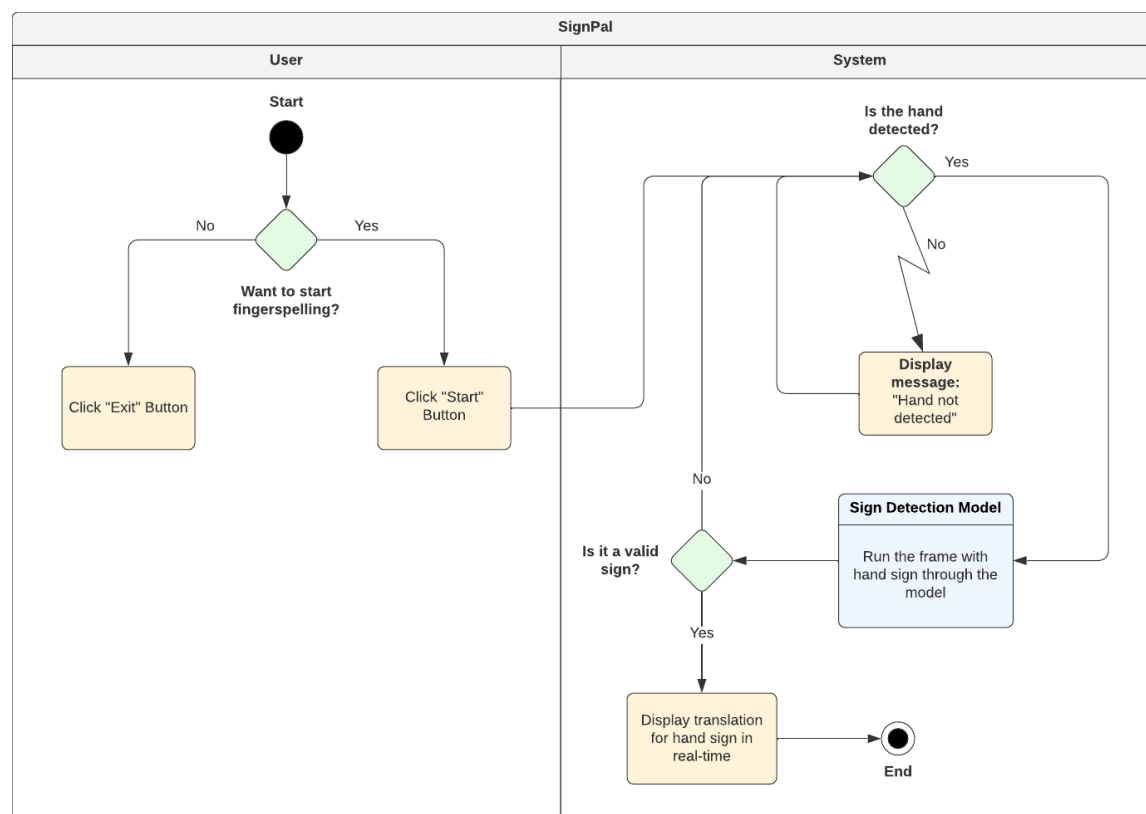 SignPal
User
System
Start
Is the hand
detected?
Yes
No
Yes
No
Want to start
fingerspelling?
Click "Exit" Button
Click "Start"
Button
Display
message:
"Hand not
detected"
No
Sign Detection Model
Is it a valid
sign?
Run the frame with
hand sign through the
model
Yes
Display translation
for hand sign in
real-time
End